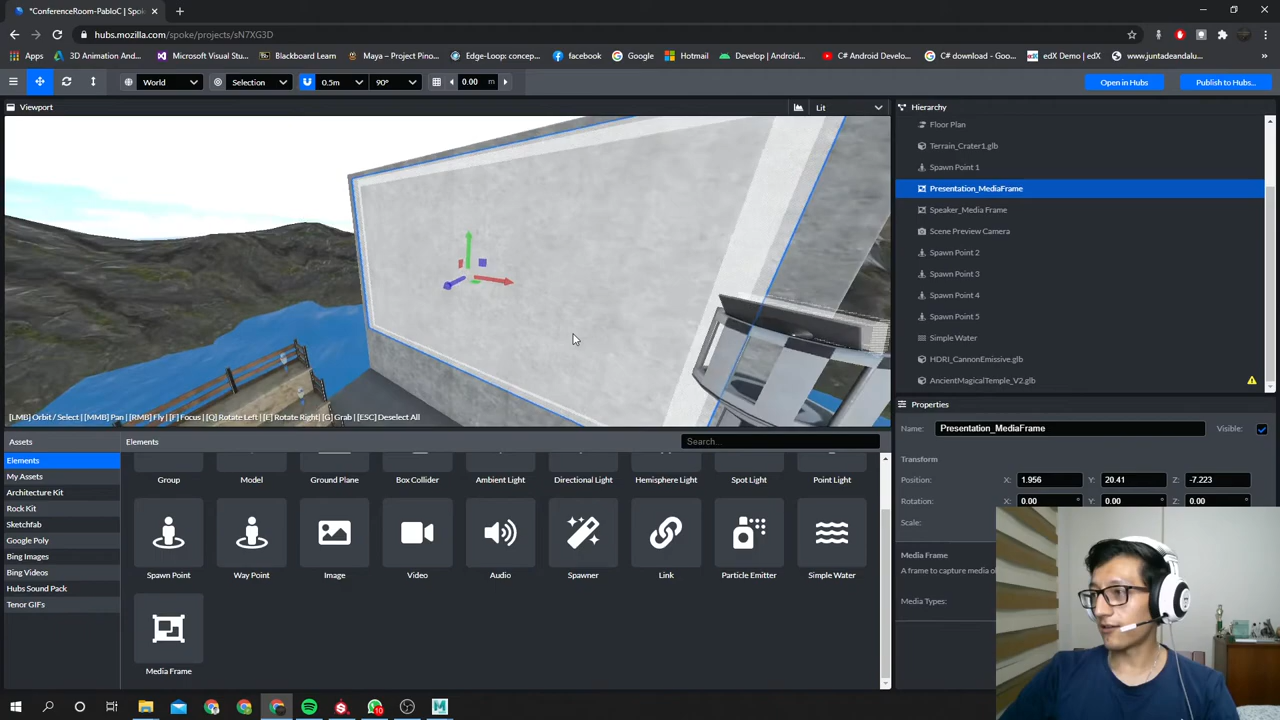 *ConferenceRoom-PabloC | Spok
hubs.mozilla.com/spoke/projects/sN7XG3D
Apps
3D Animation And...
Microsoft Visual S...
Blackboard Learn
Maya – Project Pino...
Edge-Loop: concep...
facebook
Google
Hotmail
Develop | Android...
C# Android Develo...
C# download - Goo...
edX Demo | edX
www.juntadeandalu...
World
Selection
0.5m
90°
0.00 m
Open in Hubs
Publish to Hubs...
Viewport
Lit
Hierarchy
Floor Plan
Terrain_Crater1.glb
Spawn Point 1
Presentation_MediaFrame
Speaker_Media Frame
Scene Preview Camera
Spawn Point 2
Spawn Point 3
Spawn Point 4
Spawn Point 5
Simple Water
HDRI_CannonEmissive.glb
AncientMagicalTemple_V2.glb
[LMB] Orbit / Select | [MMB] Pan | [RMB] Fly | [F] Focus | [Q] Rotate Left | [E] Rotate Right| [G] Grab | [ESC] Deselect All
Properties
Name: Presentation_MediaFrame Visible:
Transform
Position: X: 1.956 Y: 20.41 Z: -7.223
Rotation: X: 0.00 ° Y: 0.00 ° Z: 0.00 °
Scale:
Media Frame
A frame to capture media o
Media Types:
Assets
Elements
My Assets
Architecture Kit
Rock Kit
Sketchfab
Google Poly
Bing Images
Bing Videos
Hubs Sound Pack
Tenor GIFs
Elements
Search...
Group
Model
Ground Plane
Box Collider
Ambient Light
Directional Light
Hemisphere Light
Spot Light
Point Light
Spawn Point
Way Point
Image
Video
Audio
Spawner
Link
Particle Emitter
Simple Water
Media Frame
10